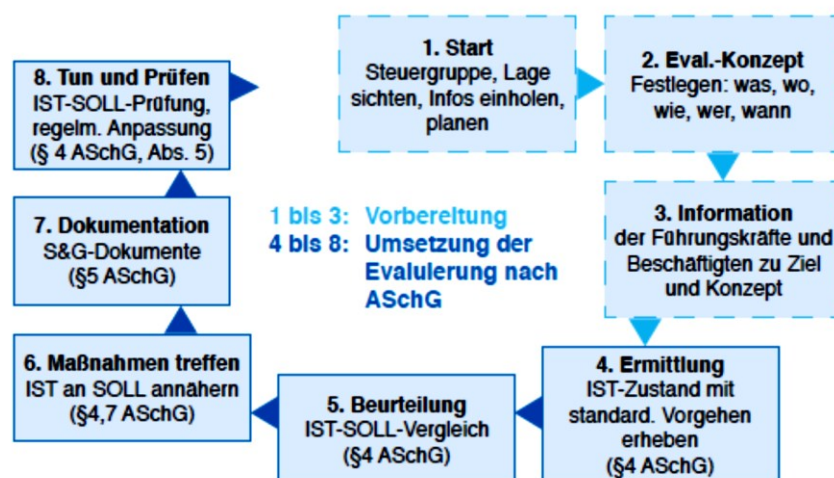 1. Start
Steuergruppe, Lage
sichten, Infos einholen,
planen
2. Eval.-Konzept
Festlegen: was, wo,
wie, wer, wann
3. Information
der Führungskräfte und
Beschäftigten zu Ziel
und Konzept
4. Ermittlung
IST-Zustand mit
standard. Vorgehen
erheben
(§4 ASchG)
5. Beurteilung
IST-SOLL-Vergleich
(§4 ASchG)
6. Maßnahmen treffen
IST an SOLL annähern
(§4,7 ASchG)
7. Dokumentation
S&G-Dokumente
(§5 ASchG)
8. Tun und Prüfen
IST-SOLL-Prüfung,
regelm. Anpassung
(§ 4 ASchG, Abs. 5)
1 bis 3: Vorbereitung
4 bis 8: Umsetzung der
Evaluierung nach
ASchG